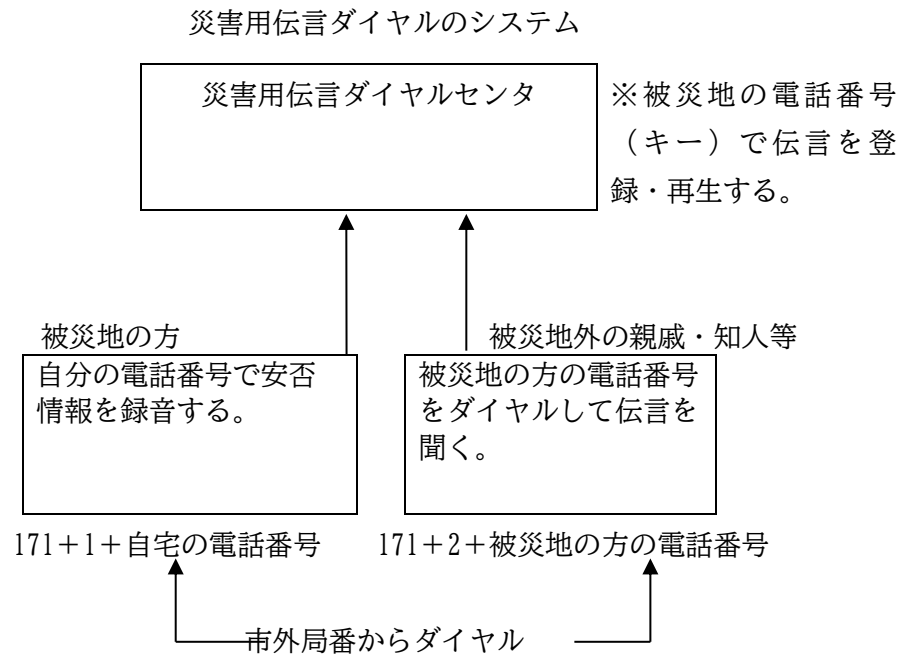 災害用伝言ダイヤルのシステム
災害用伝言ダイヤルセンタ
※被災地の電話番号
（キー）で伝言を登
録・再生する。
被災地の方
自分の電話番号で安否
情報を録音する。
被災地外の親戚・知人等
被災地の方の電話番号
をダイヤルして伝言を
聞く。
171＋1＋自宅の電話番号
171＋2＋被災地の方の電話番号
市外局番からダイヤル